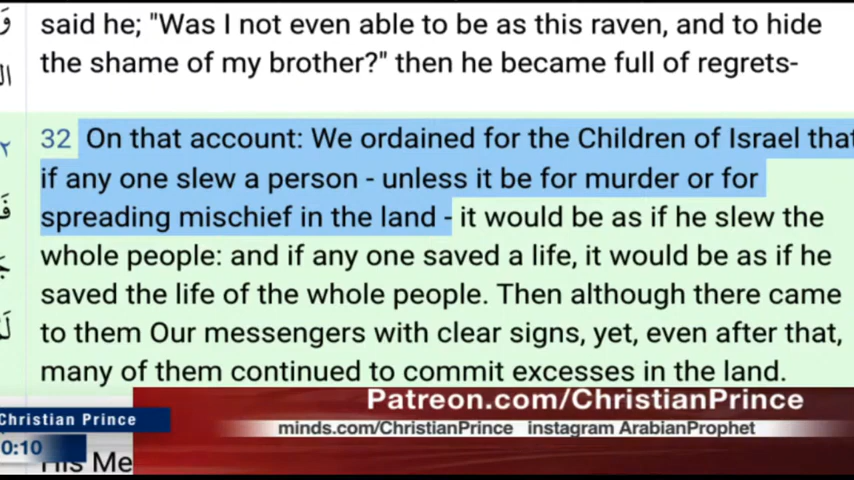 said he; "Was I not even able to be as this raven, and to hide
the shame of my brother?" then he became full of regrets-
32 On that account: We ordained for the Children of Israel that
if any one slew a person - unless it be for murder or for
spreading mischief in the land - it would be as if he slew the
whole people: and if any one saved a life, it would be as if he
saved the life of the whole people. Then although there came
to them Our messengers with clear signs, yet, even after that,
many of them continued to commit excesses in the land.
Patreon.com/ChristianPrince
Christian Prince
minds.com/ChristianPrince instagram ArabianProphet
0:10
His Me